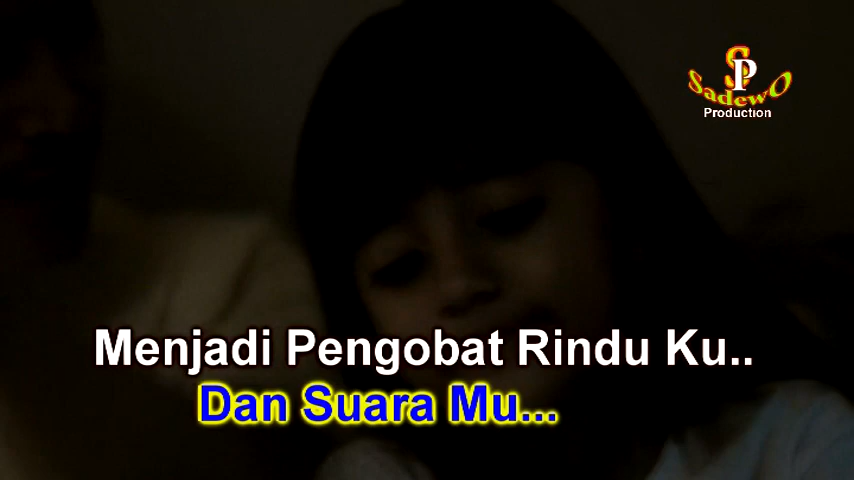 SP
SadewO
Production
Menjadi Pengobat Rindu Ku..
Dan Suara Mu...